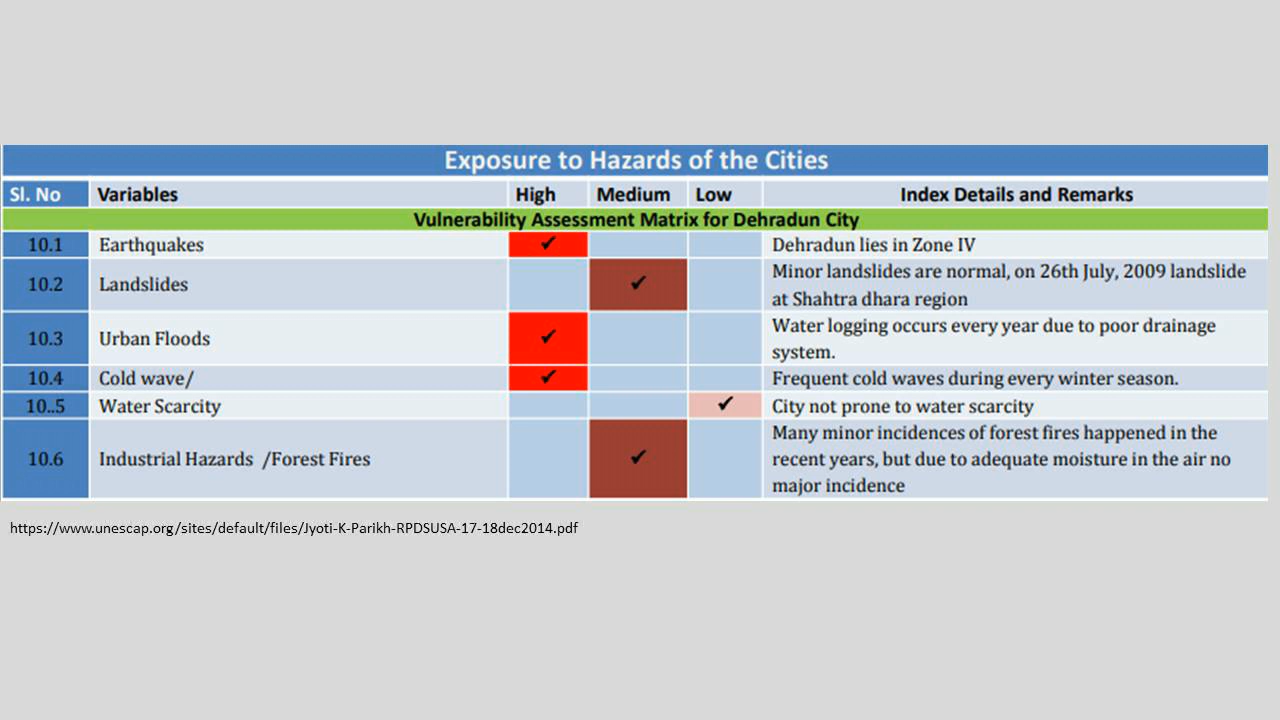 Exposure to Hazards of the Cities
Sl. No Variables High Medium Low Index Details and Remarks
Vulnerability Assessment Matrix for Dehradun City
10.1 Earthquakes ✓ Dehradun lies in Zone IV
10.2 Landslides ✓ Minor landslides are normal, on 26th July, 2009 landslide
at Shahtra dhara region
10.3 Urban Floods ✓ Water logging occurs every year due to poor drainage
system.
10.4 Cold wave/ ✓ Frequent cold waves during every winter season.
10..5 Water Scarcity ✓ City not prone to water scarcity
10.6 Industrial Hazards /Forest Fires ✓ Many minor incidences of forest fires happened in the
recent years, but due to adequate moisture in the air no
major incidence
https://www.unescap.org/sites/default/files/Jyoti-K-Parikh-RPDSUSA-17-18dec2014.pdf